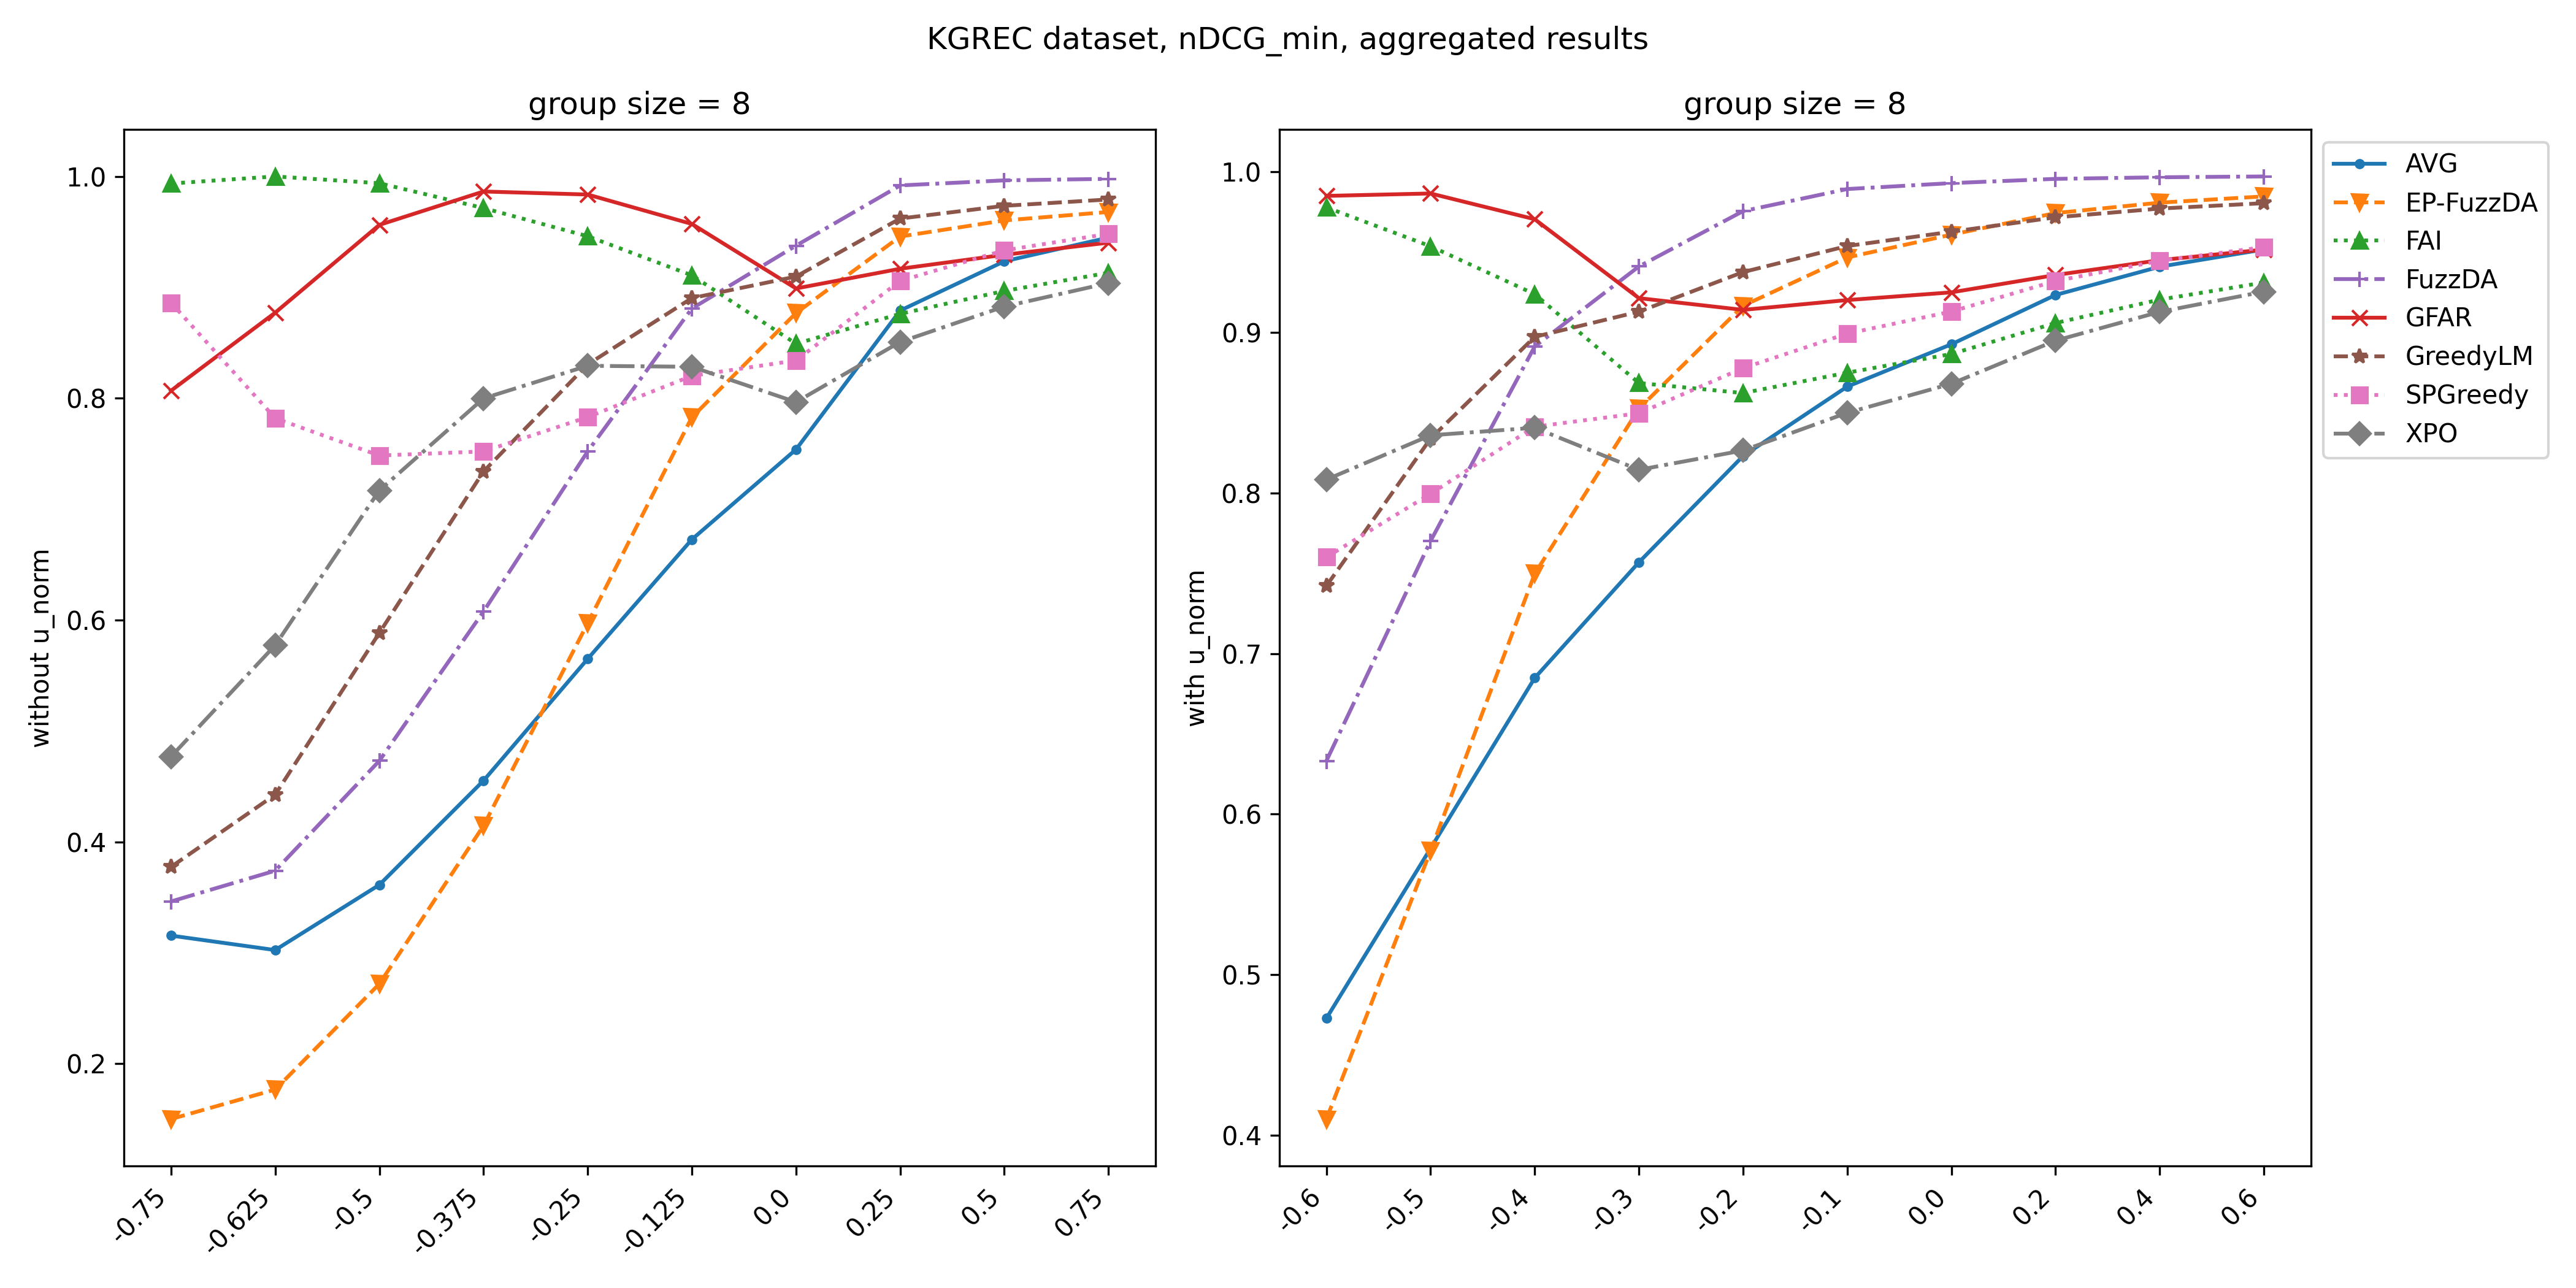 KGREC dataset, nDCG_min, aggregated results
group size = 8
without u_norm
1.0
0.8
0.6
0.4
0.2
-0.75
-0.625
-0.5
-0.375
-0.25
-0.125
0.0
0.25
0.5
0.75
group size = 8
with u_norm
1.0
0.9
0.8
0.7
0.6
0.5
0.4
-0.6
-0.5
-0.4
-0.3
-0.2
-0.1
0.0
0.2
0.4
0.6
AVG
EP-FuzzDA
FAI
FuzzDA
GFAR
GreedyLM
SPGreedy
XPO